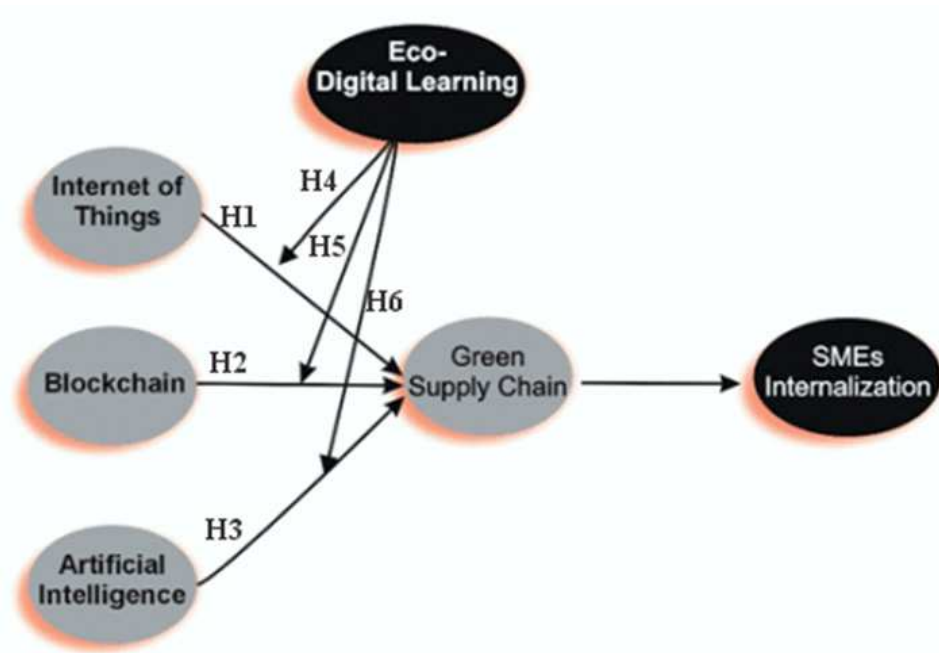 Eco-
Digital Learning
Internet of
Things
H1
H4
H5
H6
Blockchain
H2
Green
Supply Chain
SMEs
Internalization
H3
Artificial
Intelligence